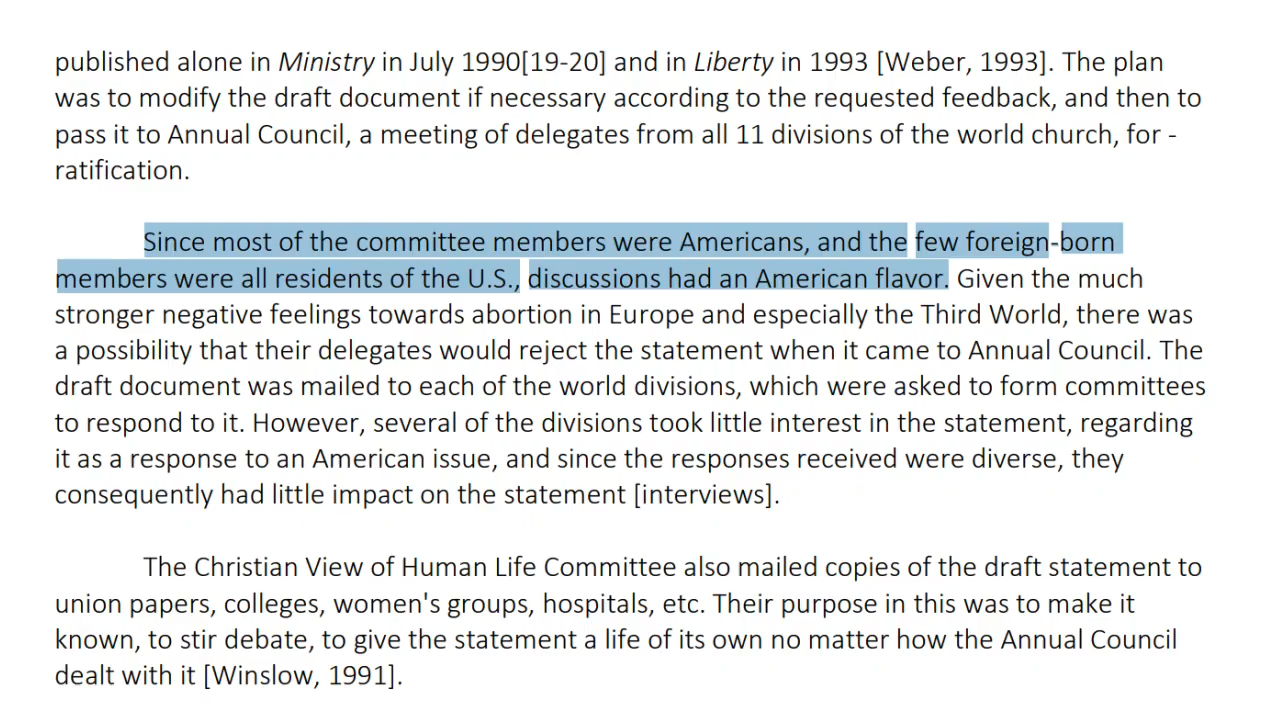 published alone in Ministry in July 1990[19-20] and in Liberty in 1993 [Weber, 1993]. The plan
was to modify the draft document if necessary according to the requested feedback, and then to
pass it to Annual Council, a meeting of delegates from all 11 divisions of the world church, for -
ratification.
Since most of the committee members were Americans, and the few foreign-born
members were all residents of the U.S., discussions had an American flavor. Given the much
stronger negative feelings towards abortion in Europe and especially the Third World, there was
a possibility that their delegates would reject the statement when it came to Annual Council. The
draft document was mailed to each of the world divisions, which were asked to form committees
to respond to it. However, several of the divisions took little interest in the statement, regarding
it as a response to an American issue, and since the responses received were diverse, they
consequently had little impact on the statement [interviews].
The Christian View of Human Life Committee also mailed copies of the draft statement to
union papers, colleges, women's groups, hospitals, etc. Their purpose in this was to make it
known, to stir debate, to give the statement a life of its own no matter how the Annual Council
dealt with it [Winslow, 1991].